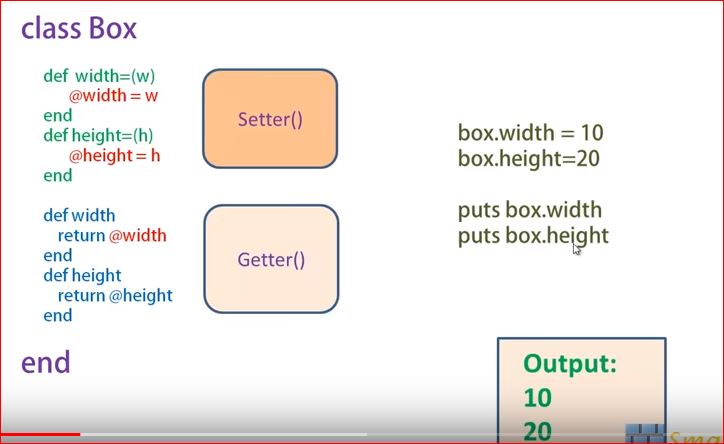 class Box
def width=(w)
@width = w
end
def height=(h)
@height = h
end
Setter()
def width
return @width
end
def height
return @height
end
Getter()
end
box.width = 10
box.height=20
puts box.width
puts box.height
Output:
10
20